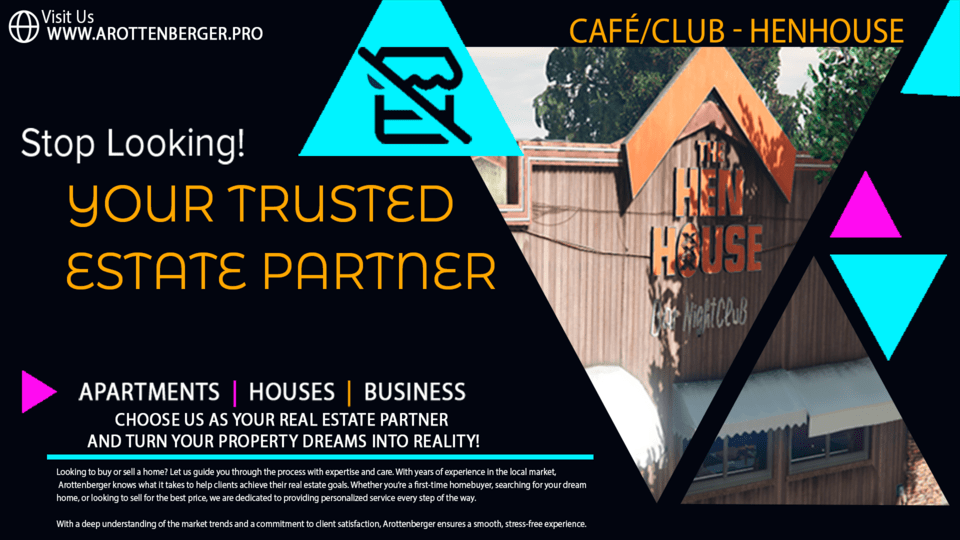 Visit Us
WWW.AROTTENBERGER.PRO
CAFÉ/CLUB - HENHOUSE
Stop Looking!
YOUR TRUSTED
ESTATE PARTNER
THE
HEN
HOUSE
NightClub
APARTMENTS | HOUSES | BUSINESS
CHOOSE US AS YOUR REAL ESTATE PARTNER
AND TURN YOUR PROPERTY DREAMS INTO REALITY!
Looking to buy or sell a home? Let us guide you through the process with expertise and care. With years of experience in the local market,
Arottenberger knows what it takes to help clients achieve their real estate goals. Whether you're a first-time homebuyer, searching for your dream
home, or looking to sell for the best price, we are dedicated to providing personalized service every step of the way.
With a deep understanding of the market trends and a commitment to client satisfaction, Arottenberger ensures a smooth, stress-free experience.